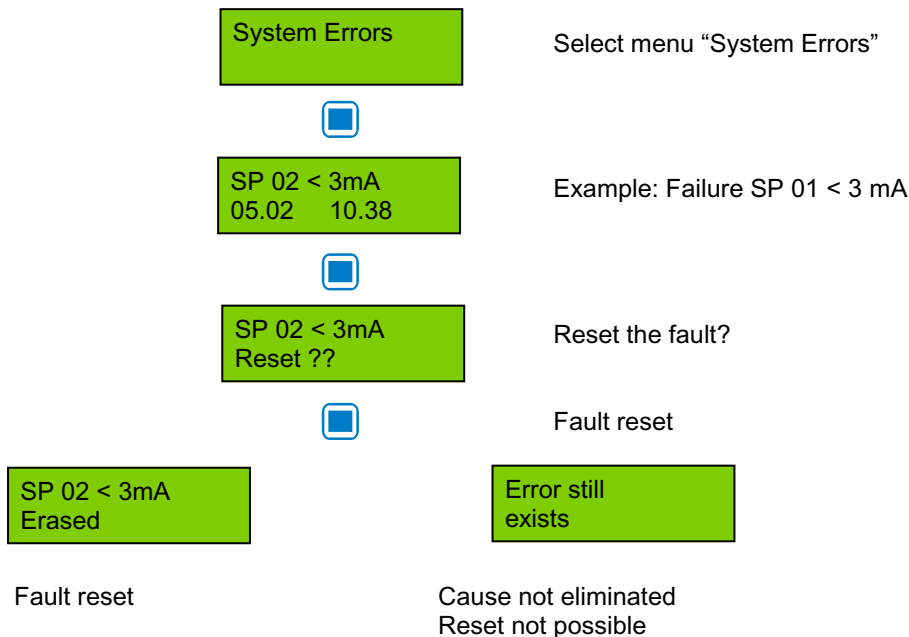 System Errors
Select menu “System Errors”
SP 02 < 3mA
05.02 10.38
Example: Failure SP 01 < 3 mA
SP 02 < 3mA
Reset ??
Reset the fault?
Fault reset
SP 02 < 3mA
Erased
Error still
exists
Fault reset
Cause not eliminated
Reset not possible